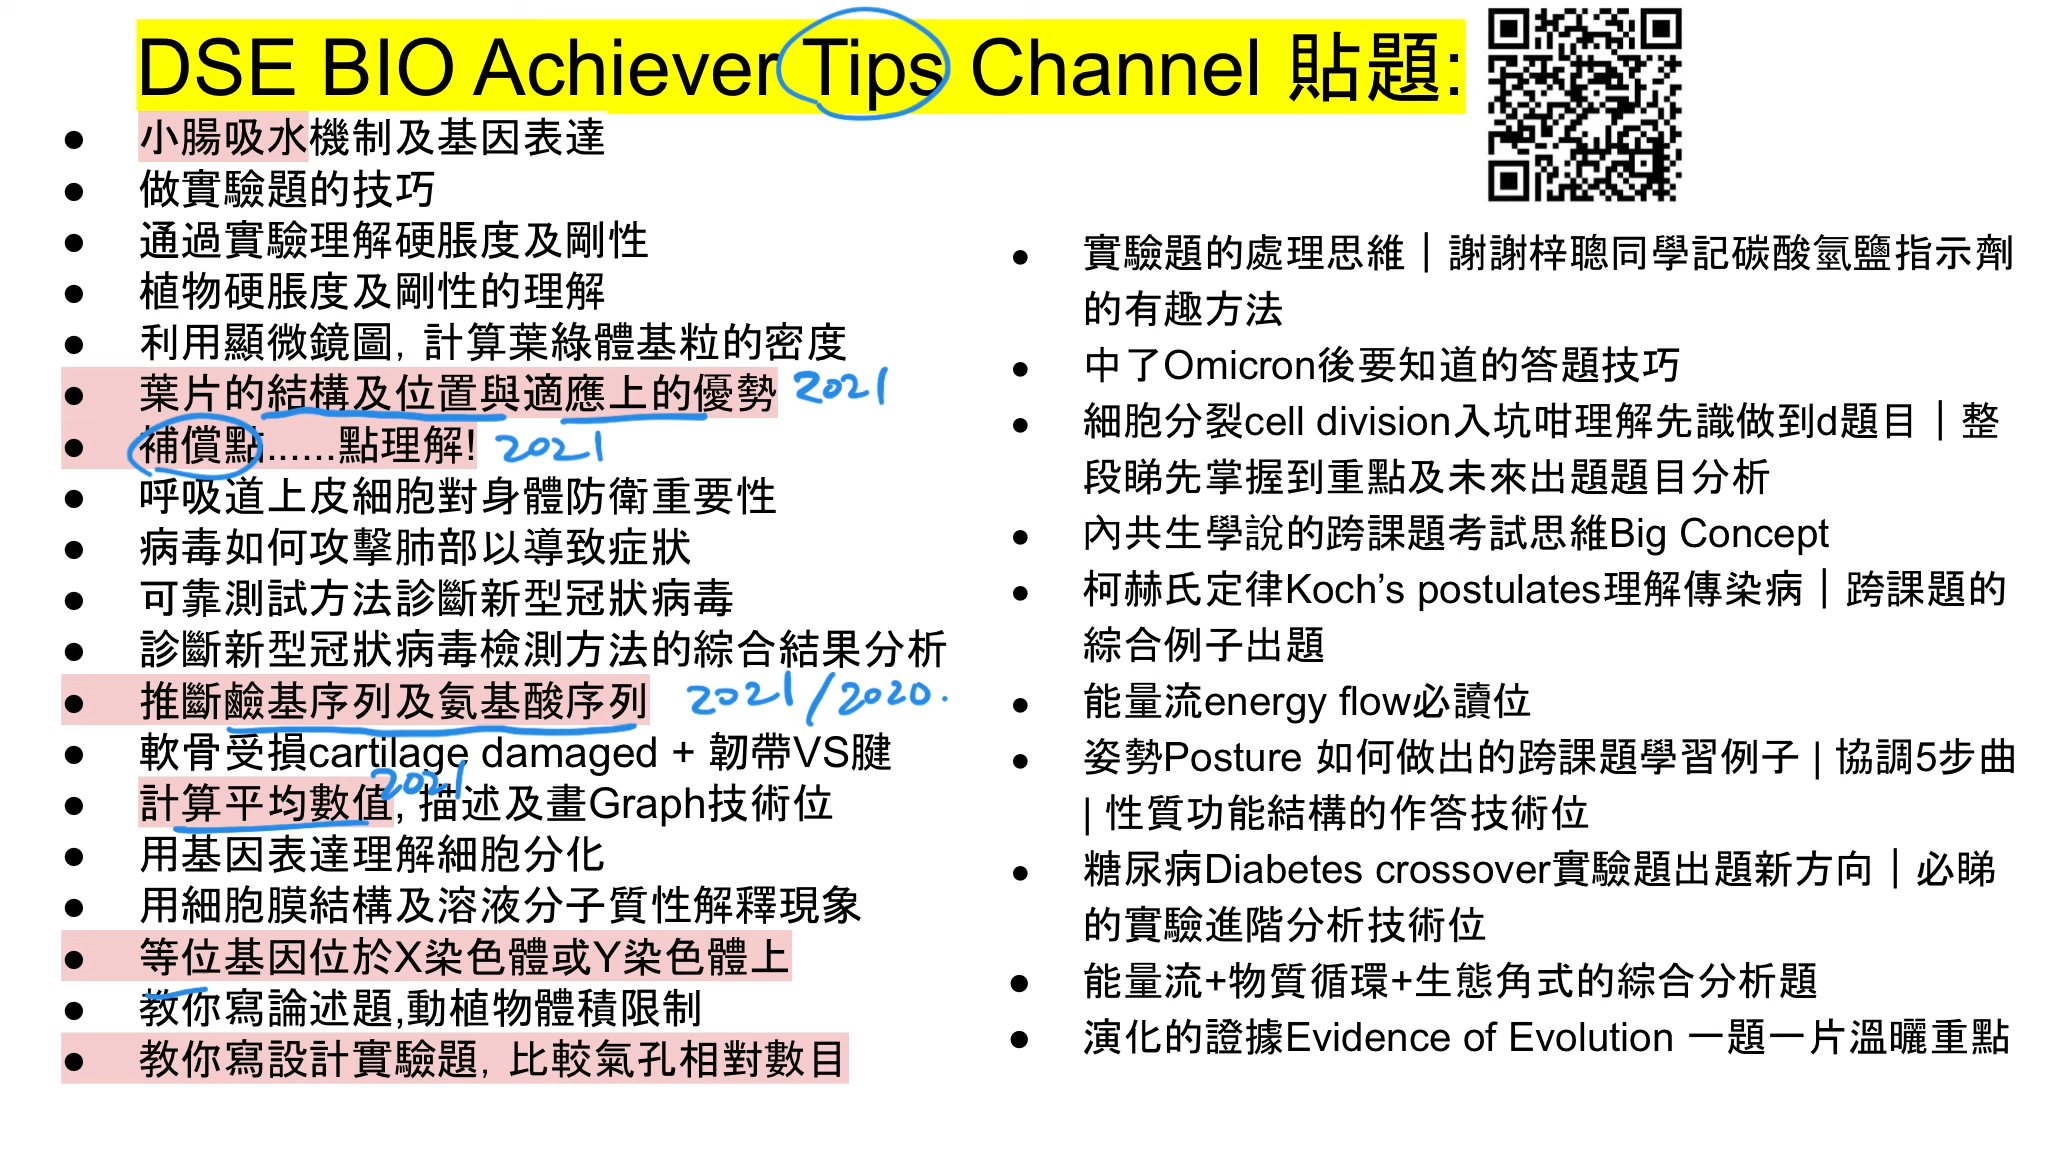 DSE BIO Achiever Tips Channel 貼題:
● 小腸吸水機制及基因表達
● 做實驗題的技巧
● 通過實驗理解硬脹度及剛性
● 植物硬脹度及剛性的理解
● 利用顯微鏡圖, 計算葉綠體基粒的密度
● 葉片的結構及位置與適應上的優勢 2021
● 補償點......點理解! 2021
● 呼吸道上皮細胞對身體防衛重要性
● 病毒如何攻擊肺部以導致症狀
● 可靠測試方法診斷新型冠狀病毒
● 診斷新型冠狀病毒檢測方法的綜合結果分析
● 推斷鹼基序列及氨基酸序列 2021/2020.
● 軟骨受損cartilage damaged + 韌帶VS腱
2021
● 計算平均數值, 描述及畫Graph技術位
● 用基因表達理解細胞分化
● 用細胞膜結構及溶液分子質性解釋現象
● 等位基因位於X染色體或Y染色體上
● 教你寫論述題,動植物體積限制
● 教你寫設計實驗題, 比較氣孔相對數目
● 實驗題的處理思維｜謝謝梓聰同學記碳酸氫鹽指示劑
的有趣方法
● 中了Omicron後要知道的答題技巧
● 細胞分裂cell division入坑咁理解先識做到d題目｜整
段睇先掌握到重點及未來出題題目分析
● 內共生學說的跨課題考試思維Big Concept
● 柯赫氏定律Koch’s postulates理解傳染病｜跨課題的
綜合例子出題
● 能量流energy flow必讀位
● 姿勢Posture 如何做出的跨課題學習例子 | 協調5步曲
| 性質功能結構的作答技術位
● 糖尿病Diabetes crossover實驗題出題新方向｜必睇
的實驗進階分析技術位
● 能量流+物質循環+生態角式的綜合分析題
● 演化的證據Evidence of Evolution 一題一片溫曬重點